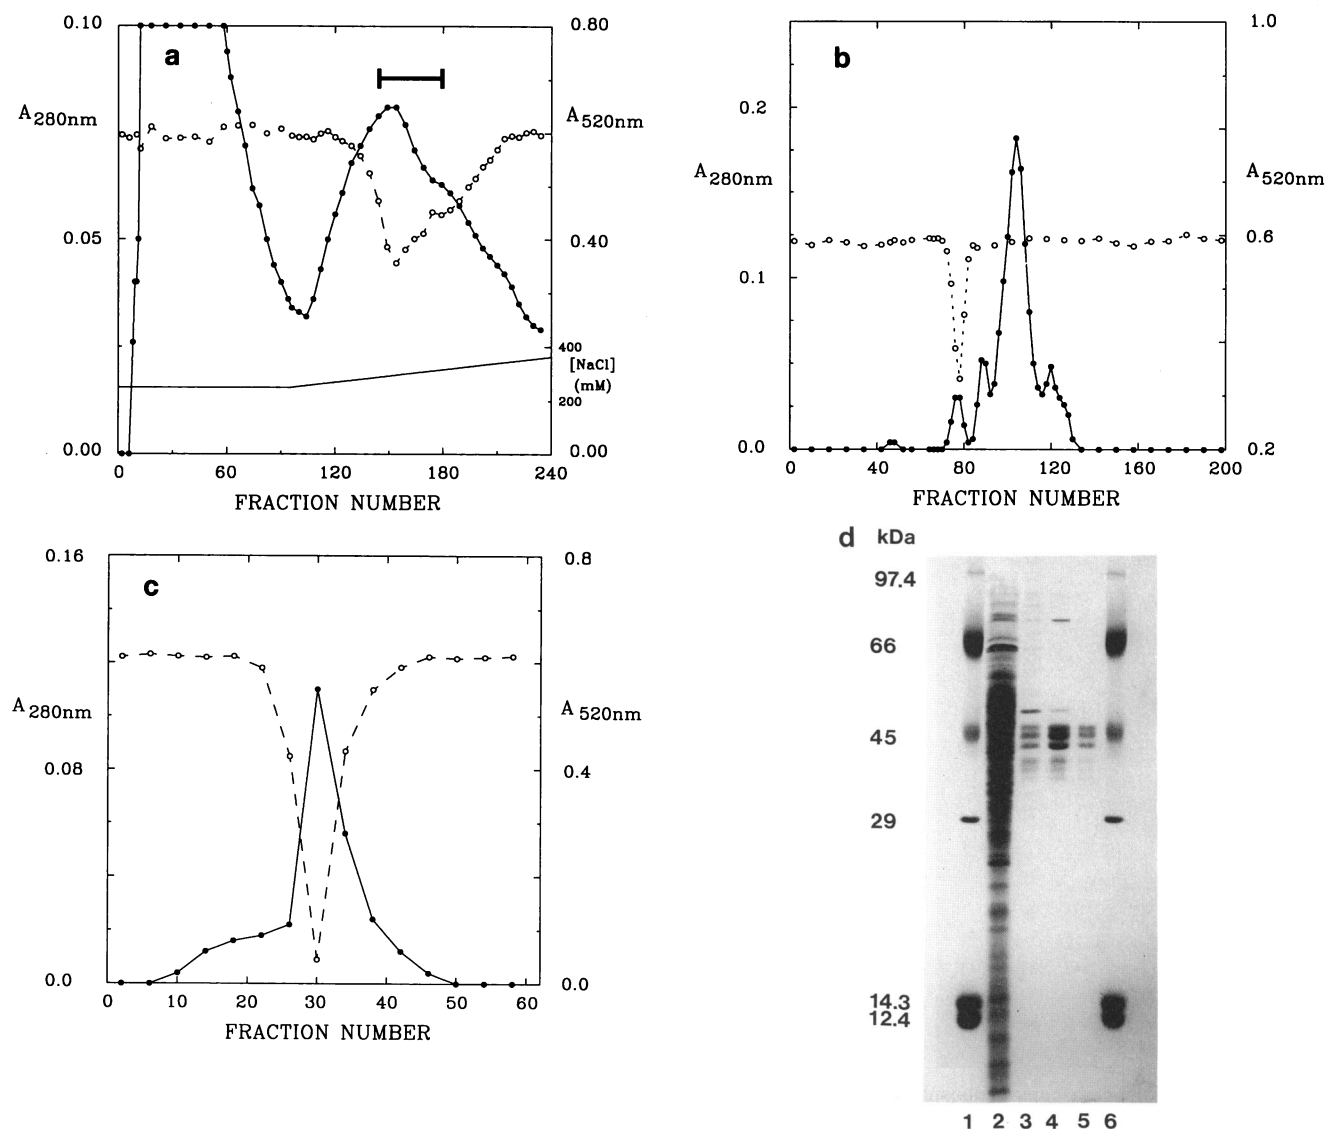 a
0.10
0.05
0.00
A280nm
0.80
0.40
0.00
A520nm
400
[NaCl]
(mM)
200
0 60 120 180 240
FRACTION NUMBER
b
0.2
0.1
0.0
A280nm
1.0
0.6
0.2
A520nm
0 40 80 120 160 200
FRACTION NUMBER
c
0.16
0.08
0.0
A280nm
0.8
0.4
0.0
A520nm
0 10 20 30 40 50 60
FRACTION NUMBER
d kDa
97.4
66
45
29
14.3
12.4
1 2 3 4 5 6